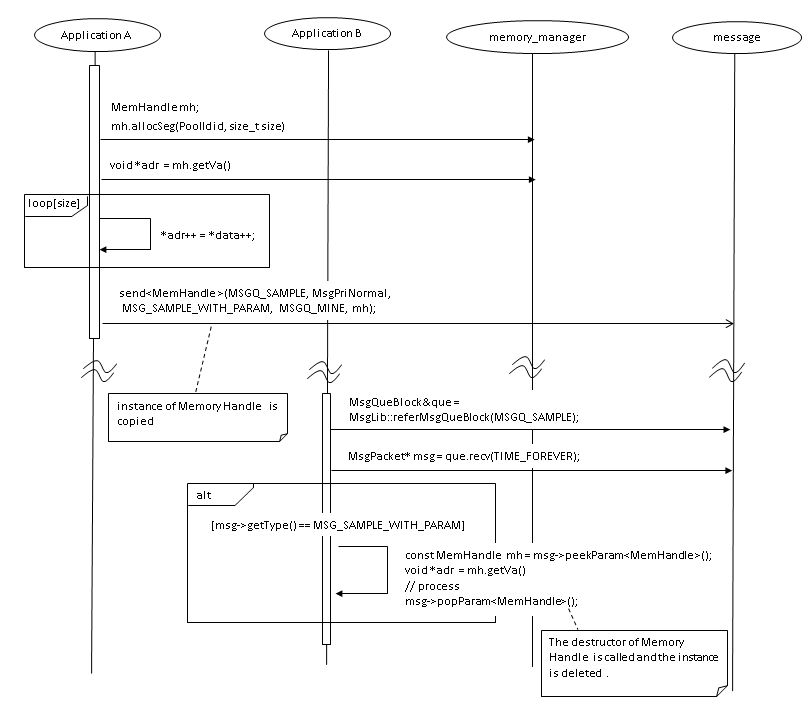 Application A
Application B
memory_manager
message
MemHandle mh;
mh.allocSeg(PoolId id, size_t size)
void *adr = mh.getVa()
loop[size]
*adr++ = *data++;
send<MemHandle>(MSGQ_SAMPLE, MsgPriNormal,
MSG_SAMPLE_WITH_PARAM, MSGQ_MINE, mh);
instance of Memory Handle is
copied
MsgQueBlock& que =
MsgLib::referMsgQueBlock(MSGQ_SAMPLE);
MsgPacket* msg = que.recv(TIME_FOREVER);
alt
[msg->getType() == MSG_SAMPLE_WITH_PARAM]
const MemHandle mh = msg->peekParam<MemHandle>();
void *adr = mh.getVa()
// process
msg->popParam<MemHandle>();
The destructor of Memory
Handle is called and the instance
is deleted .